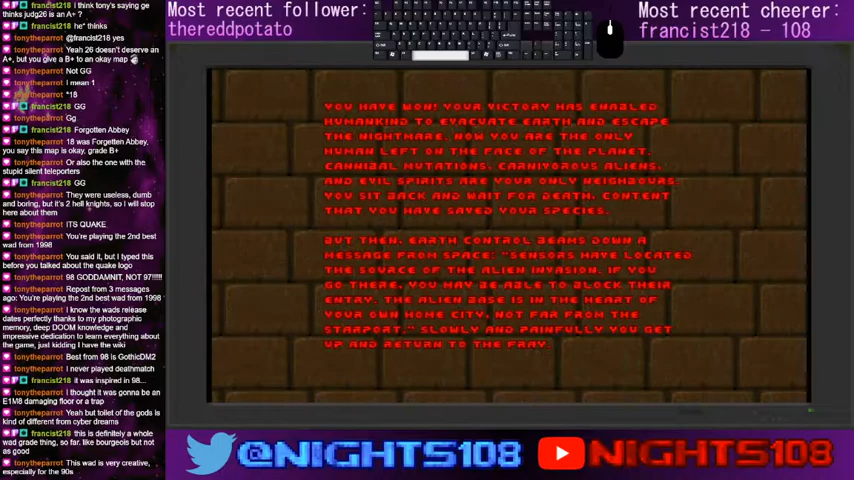 francist218 i think tony's saying ge
thinks judg26 is an A+ ?
francist218 he* thinks
tonytheparrot @francist218 yes
tonytheparrot Yeah 26 doesn't deserve an
A+, but you give a B+ to an okay map
tonytheparrot Not GG
tonytheparrot I mean 1
tonytheparrot *18
francist218 GG
tonytheparrot Gg
francist218 Forgotten Abbey
tonytheparrot 18 was Forgotten Abbey,
you say this map is okay, grade B+
tonytheparrot Or also the one with the
stupid silent teleporters
francist218 GG
tonytheparrot They were useless, dumb
and boring, but it's 2 hell knights, so I will stop
here about them
tonytheparrot ITS QUAKE
tonytheparrot You're playing the 2nd best
wad from 1998
tonytheparrot You said it, but I typed this
before you talked about the quake logo
tonytheparrot 98 GODDAMNIT, NOT 97!!!!!
tonytheparrot Repost from 3 messages
ago: You're playing the 2nd best wad from 1998
tonytheparrot I know the wads release
dates perfectly thanks to my photographic
memory, deep DOOM knowledge and
impressive dedication to learn everything about
the game, just kidding I have the wiki
tonytheparrot Best from 98 is GothicDM2
tonytheparrot I never played deathmatch
francist218 it was inspired in 98...
tonytheparrot I thought it was gonna be an
E1M8 damaging floor or a trap
tonytheparrot Yeah but toilet of the gods is
kind of different from cyber dreams
francist218 this is definitely a whole
wad grade thing, so far. like bourgeois but not
as good
tonytheparrot This wad is very creative,
especially for the 90s
Most recent follower:
thereddpotato
Most recent cheerer:
francist218 - 108
YOU HAVE WON! YOUR VICTORY HAS ENABLED
HUMANKIND TO EVACUATE EARTH AND ESCAPE
THE NIGHTMARE. NOW YOU ARE THE ONLY
HUMAN LEFT ON THE FACE OF THE PLANET.
CANNIBAL MUTATIONS, CARNIVOROUS ALIENS,
AND EVIL SPIRITS ARE YOUR ONLY NEIGHBOURS.
YOU SIT BACK AND WAIT FOR DEATH, CONTENT
THAT YOU HAVE SAVED YOUR SPECIES.
BUT THEN, EARTH CONTROL BEAMS DOWN A
MESSAGE FROM SPACE: "SENSORS HAVE LOCATED
THE SOURCE OF THE ALIEN INVASION. IF YOU
GO THERE, YOU MAY BE ABLE TO BLOCK THEIR
ENTRY. THE ALIEN BASE IS IN THE HEART OF
YOUR OWN HOME CITY, NOT FAR FROM THE
STARPORT." SLOWLY AND PAINFULLY YOU GET
UP AND RETURN TO THE FRAY.
@NIGHTS108
NIGHTS108